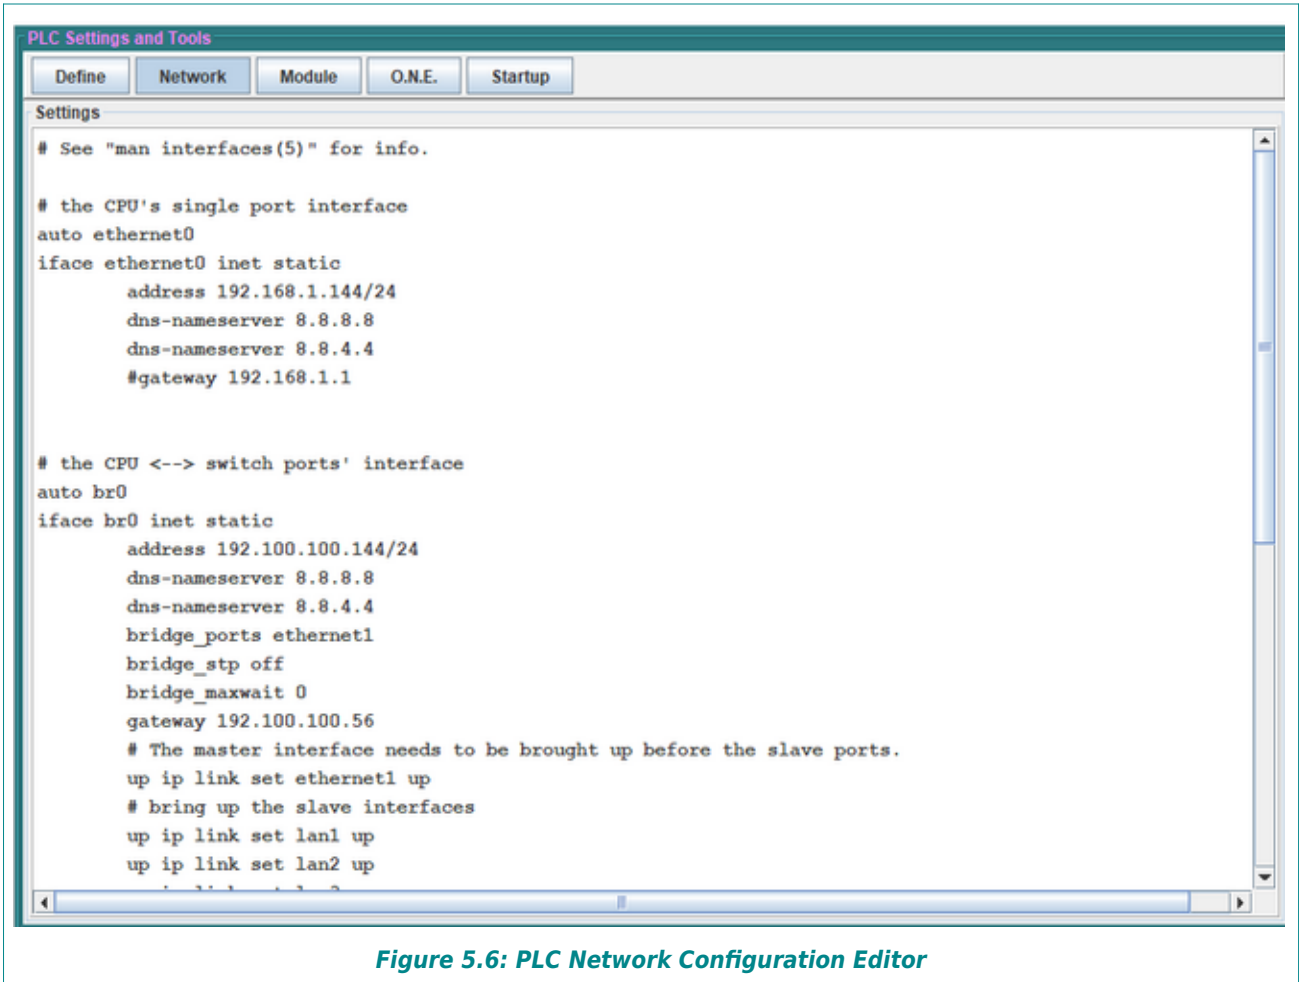 PLC Settings and Tools
Define Network Module O.N.E. Startup
Settings
# See "man interfaces(5)" for info.
# the CPU's single port interface
auto ethernet0
iface ethernet0 inet static
address 192.168.1.144/24
dns-nameserver 8.8.8.8
dns-nameserver 8.8.4.4
#gateway 192.168.1.1
# the CPU <--> switch ports' interface
auto br0
iface br0 inet static
address 192.100.100.144/24
dns-nameserver 8.8.8.8
dns-nameserver 8.8.4.4
bridge_ports ethernet1
bridge_stp off
bridge_maxwait 0
gateway 192.100.100.56
# The master interface needs to be brought up before the slave ports.
up ip link set ethernet1 up
# bring up the slave interfaces
up ip link set lan1 up
up ip link set lan2 up
Figure 5.6: PLC Network Configuration Editor